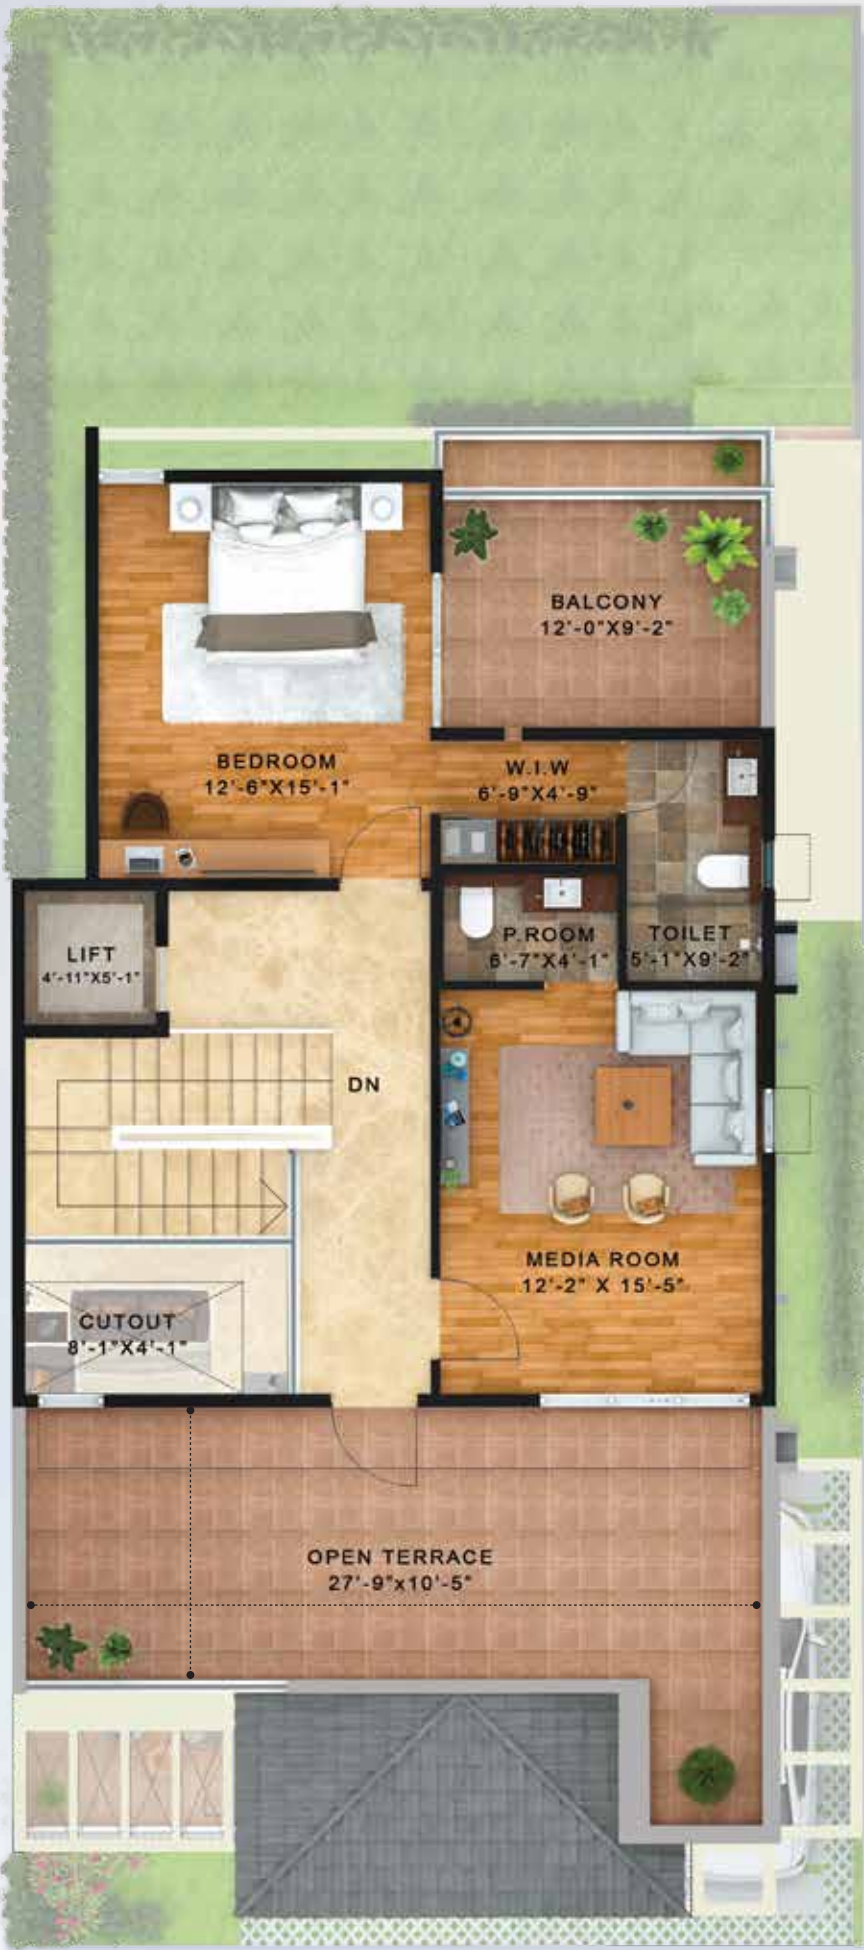 BALCONY
12'-0"X9'-2"
BEDROOM
12'-6"X15'-1"
W.I.W
6'-9"X4'-9"
P.ROOM
6'-7"X4'-1"
TOILET
5'-1"X9'-2"
LIFT
4'-11"X5'-1"
DN
MEDIA ROOM
12'-2" X 15'-5"
CUTOUT
8'-1"X4'-1"
OPEN TERRACE
27'-9"x10'-5"